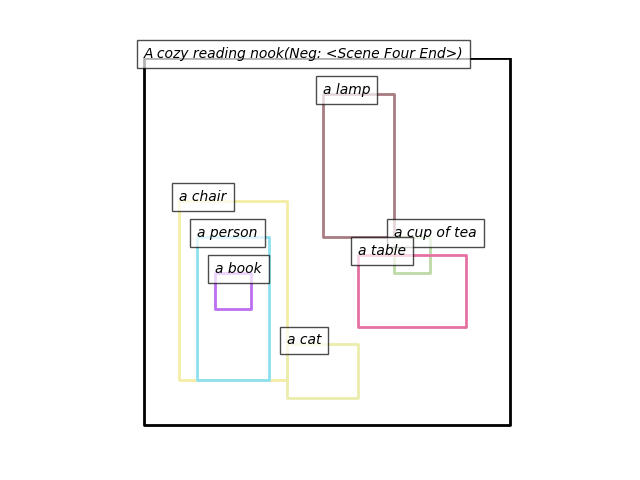 A cozy reading nook(Neg: <Scene Four End>)
a lamp
a chair
a person
a cup of tea
a table
a book
a cat